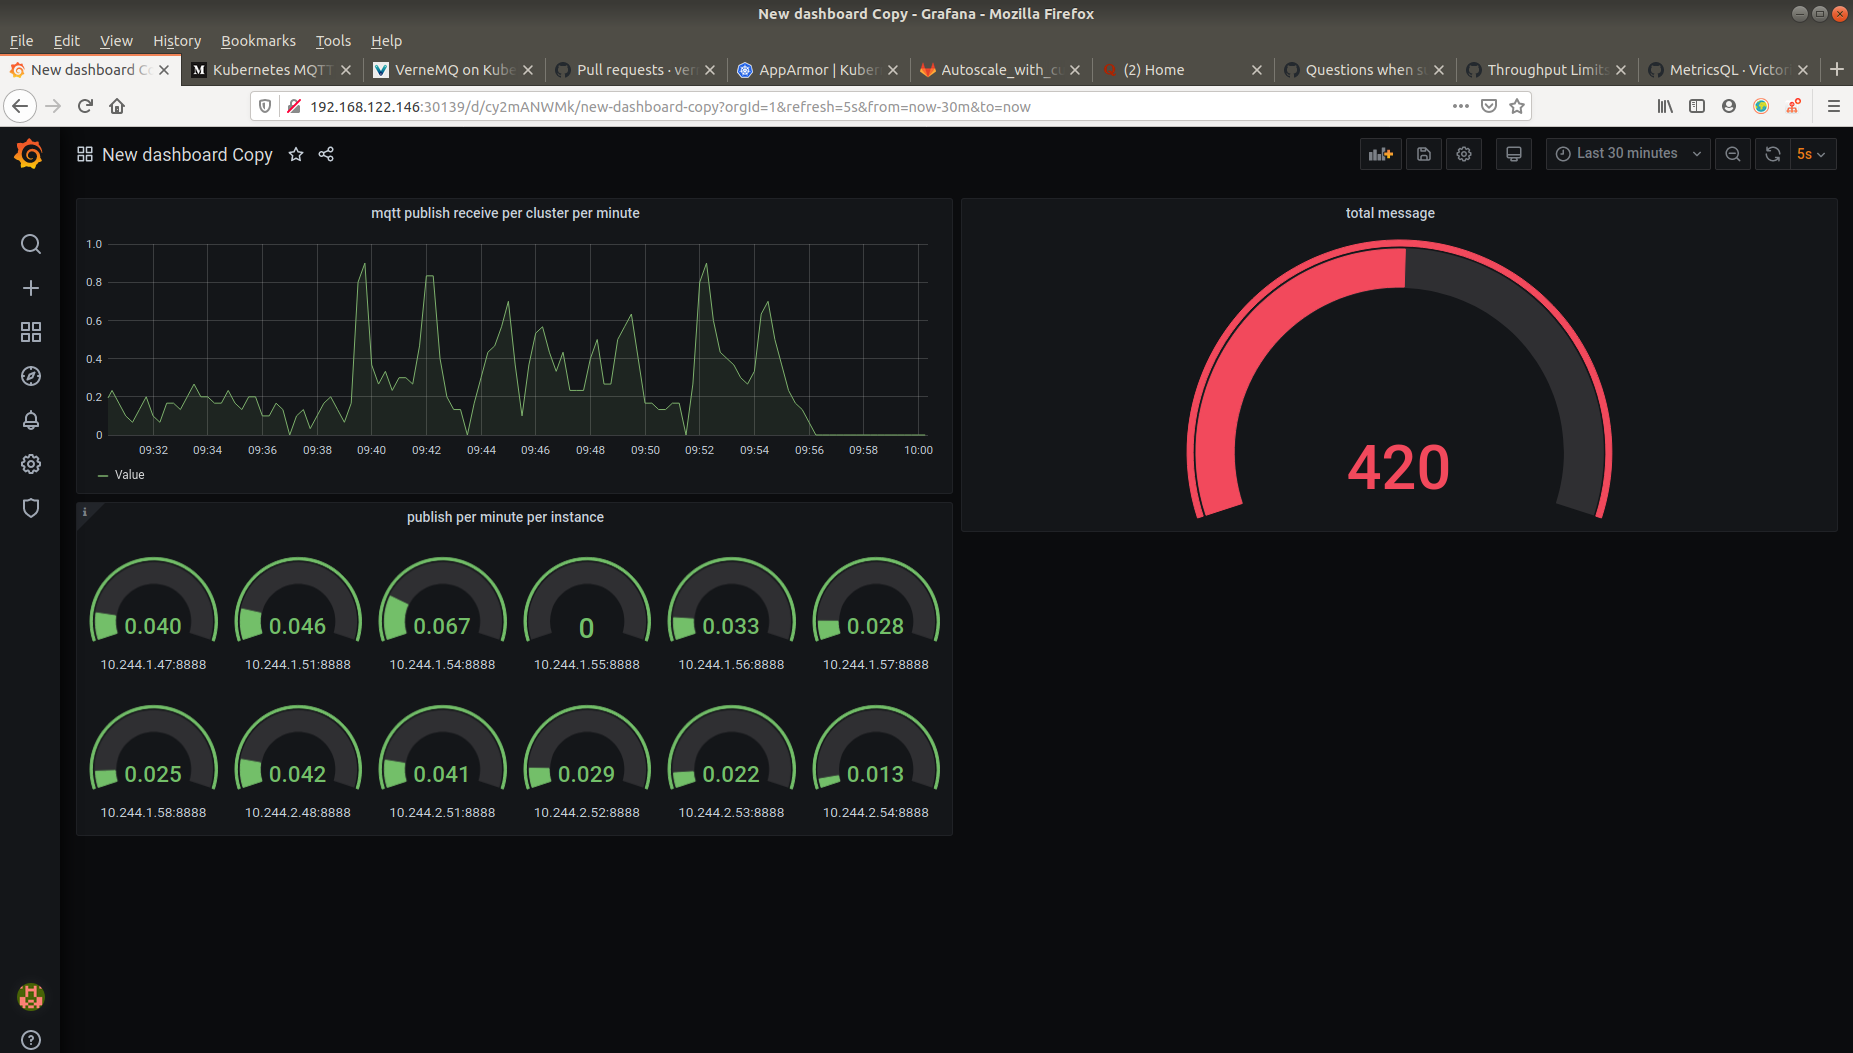 New dashboard Copy - Grafana - Mozilla Firefox
File Edit View History Bookmarks Tools Help
New dashboard C Kubernetes MQTT VerneMQ on Kube Pull requests · ver AppArmor | Kuber Autoscale_with_cu (2) Home Questions when s Throughput Limits MetricsQL · Victor
192.168.122.146:30139/d/cy2mANWMk/new-dashboard-copy?orgId=1&refresh=5s&from=now-30m&to=now
New dashboard Copy Last 30 minutes 5s
mqtt publish receive per cluster per minute
1.0
0.8
0.6
0.4
0.2
0
09:32 09:34 09:36 09:38 09:40 09:42 09:44 09:46 09:48 09:50 09:52 09:54 09:56 09:58 10:00
Value
total message
420
i
publish per minute per instance
0.040 0.046 0.067 0 0.033 0.028
10.244.1.47:8888 10.244.1.51:8888 10.244.1.54:8888 10.244.1.55:8888 10.244.1.56:8888 10.244.1.57:8888
0.025 0.042 0.041 0.029 0.022 0.013
10.244.1.58:8888 10.244.2.48:8888 10.244.2.51:8888 10.244.2.52:8888 10.244.2.53:8888 10.244.2.54:8888